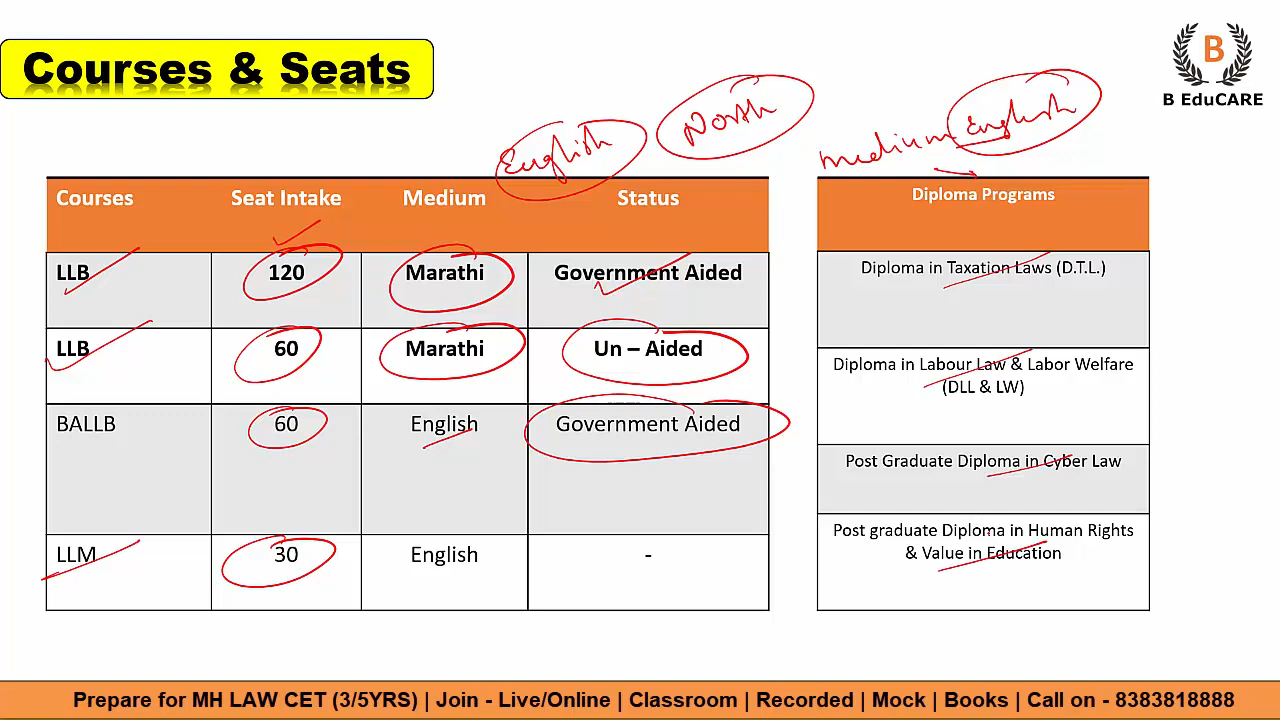 Courses & Seats
B
B EduCARE
English
North
medium English
Courses Seat Intake Medium Status
LLB 120 Marathi Government Aided
LLB 60 Marathi Un – Aided
BALLB 60 English Government Aided
LLM 30 English -
Diploma Programs
Diploma in Taxation Laws (D.T.L.)
Diploma in Labour Law & Labor Welfare
(DLL & LW)
Post Graduate Diploma in Cyber Law
Post graduate Diploma in Human Rights
& Value in Education
Prepare for MH LAW CET (3/5YRS) | Join - Live/Online | Classroom | Recorded | Mock | Books | Call on - 8383818888